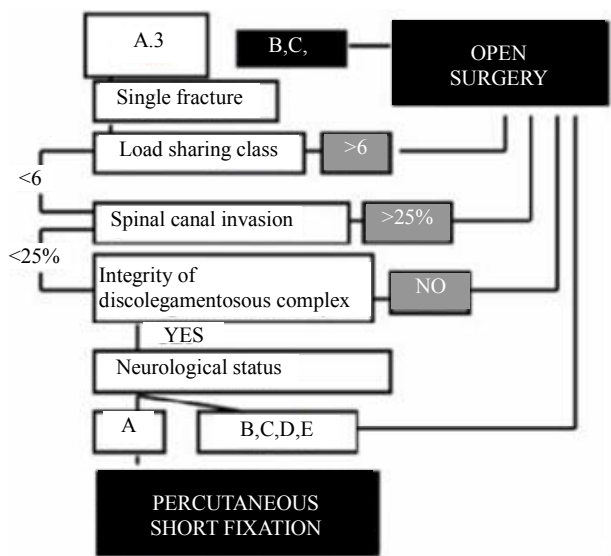 A.3
B,C,
OPEN
SURGERY
Single fracture
Load sharing class
>6
<6
Spinal canal invasion
>25%
<25%
Integrity of
discolegamentosous complex
NO
YES
Neurological status
A
B,C,D,E
PERCUTANEOUS
SHORT FIXATION